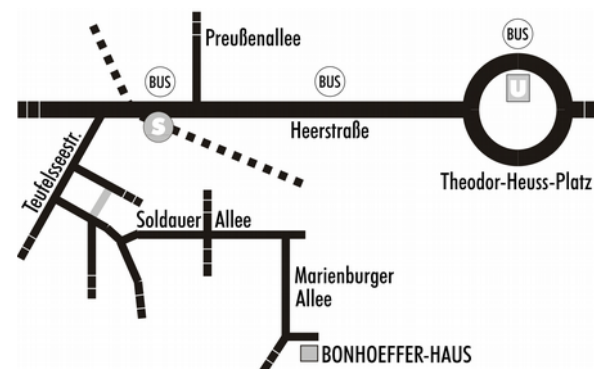 Preußenallee
BUS
BUS
BUS
U
S
Heerstraße
Theodor-Heuss-Platz
Teufelsseestr.
Soldauer Allee
Marienburger
Allee
BONHOEFFER-HAUS